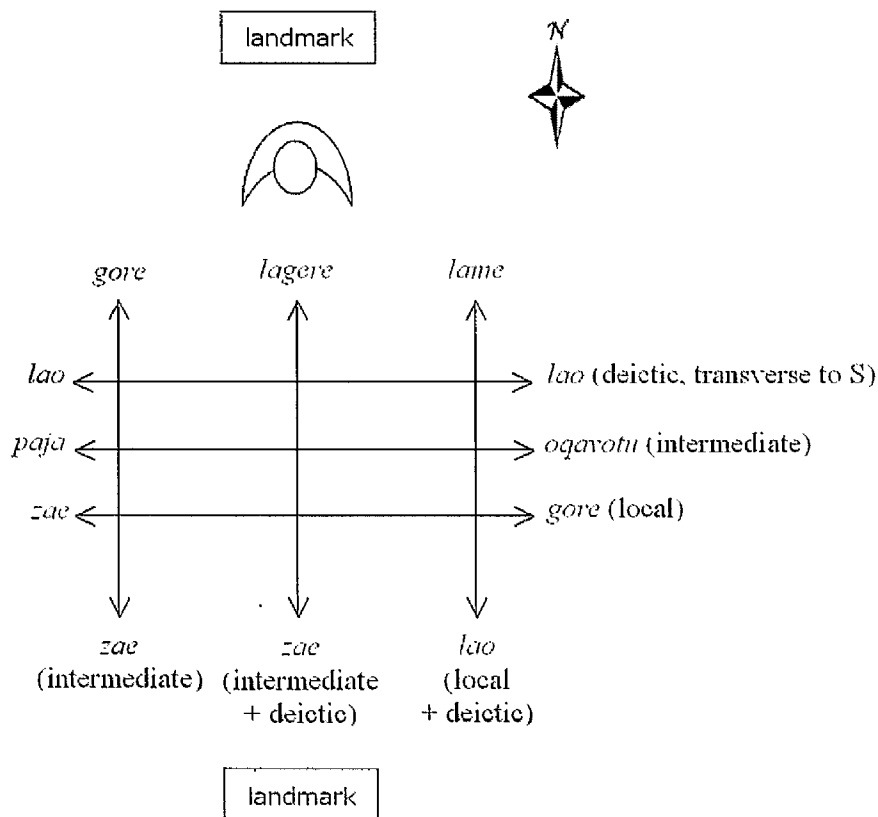 landmark
N
gore lagere lame
lao lao (deictic, transverse to S)
paja oqavotu (intermediate)
zae gore (local)
zae zae lao
(intermediate) (intermediate (local
+ deictic) + deictic)
landmark